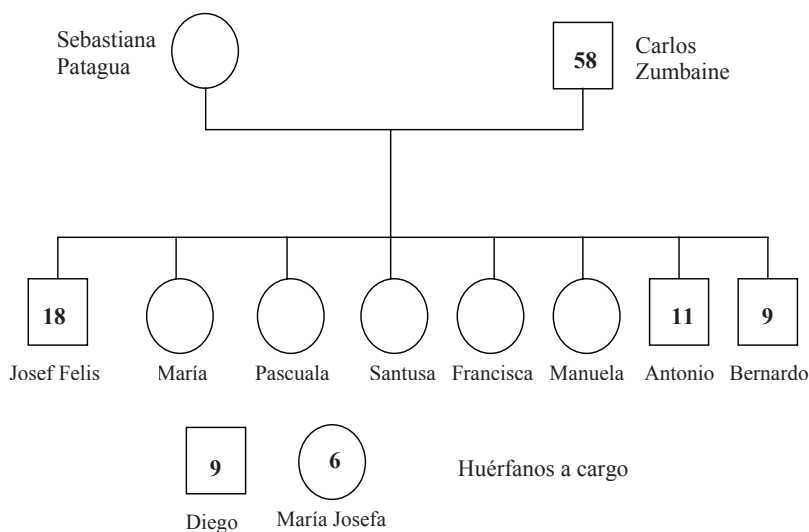 Sebastiana
Patagua
58
Carlos
Zumbaine
18
11
9
Josef Felis
María
Pascuala
Santusa
Francisca
Manuela
Antonio
Bernardo
9
6
Huérfanos a cargo
Diego
María Josefa